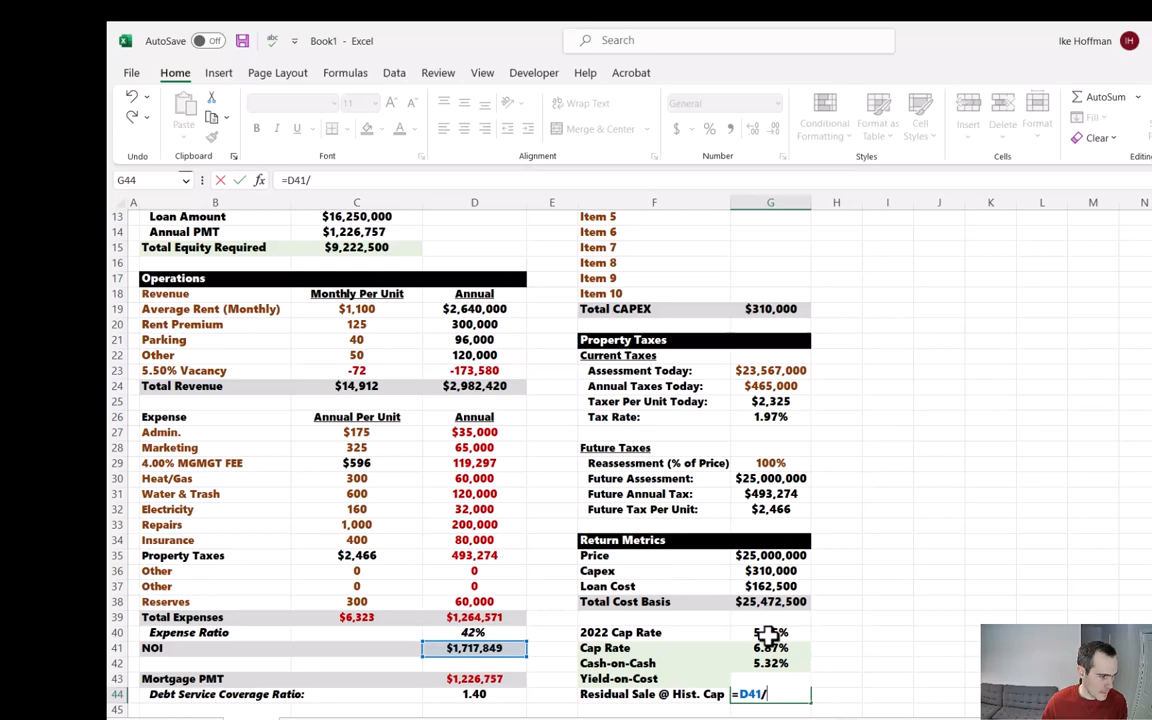 AutoSave Off Book1 - Excel Search Ike Hoffman IH
File Home Insert Page Layout Formulas Data Review View Developer Help Acrobat
11 A A Wrap Text General AutoSum
Paste B I U A Merge & Center $ % Conditional Formatting Format as Table Cell Styles Insert Delete Format Fill Clear
Undo Clipboard Font Alignment Number Styles Cells
G44 fx =D41/
A B C D E F G H I J K L M N
13 Loan Amount $16,250,000 Item 5
14 Annual PMT $1,226,757 Item 6
15 Total Equity Required $9,222,500 Item 7
16 Item 8
17 Operations Item 9
18 Revenue Monthly Per Unit Annual Item 10
19 Average Rent (Monthly) $1,100 $2,640,000 Total CAPEX $310,000
20 Rent Premium 125 300,000
21 Parking 40 96,000 Property Taxes
22 Other 50 120,000 Current Taxes
23 5.50% Vacancy -72 -173,580 Assessment Today: $23,567,000
24 Total Revenue $14,912 $2,982,420 Annual Taxes Today: $465,000
25 Taxer Per Unit Today: $2,325
26 Expense Annual Per Unit Annual Tax Rate: 1.97%
27 Admin. $175 $35,000
28 Marketing 325 65,000 Future Taxes
29 4.00% MGMGT FEE $596 119,297 Reassessment (% of Price) 100%
30 Heat/Gas 300 60,000 Future Assessment: $25,000,000
31 Water & Trash 600 120,000 Future Annual Tax: $493,274
32 Electricity 160 32,000 Future Tax Per Unit: $2,466
33 Repairs 1,000 200,000
34 Insurance 400 80,000 Return Metrics
35 Property Taxes $2,466 493,274 Price $25,000,000
36 Other 0 0 Capex $310,000
37 Other 0 0 Loan Cost $162,500
38 Reserves 300 60,000 Total Cost Basis $25,472,500
39 Total Expenses $6,323 $1,264,571
40 Expense Ratio 42% 2022 Cap Rate
41 NOI $1,717,849 Cap Rate 6.87%
42 Cash-on-Cash 5.32%
43 Mortgage PMT $1,226,757 Yield-on-Cost
44 Debt Service Coverage Ratio: 1.40 Residual Sale @ Hist. Cap =D41/
45